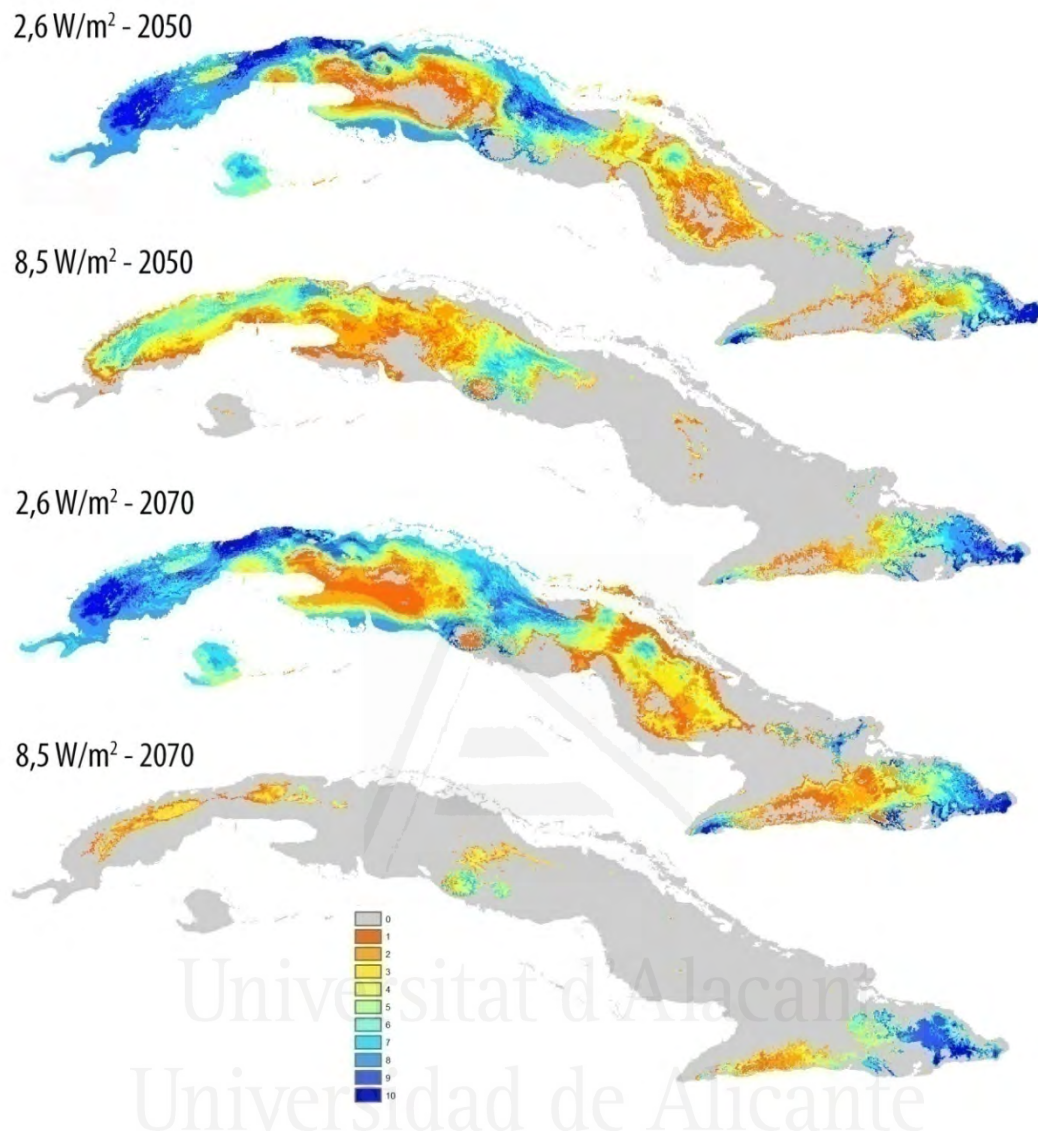 2,6 W/m² - 2050
8,5 W/m² - 2050
2,6 W/m² - 2070
8,5 W/m² - 2070
0
1
2
3
4
5
6
7
8
9
10
Universitat d'Alacant
Universidad de Alicante